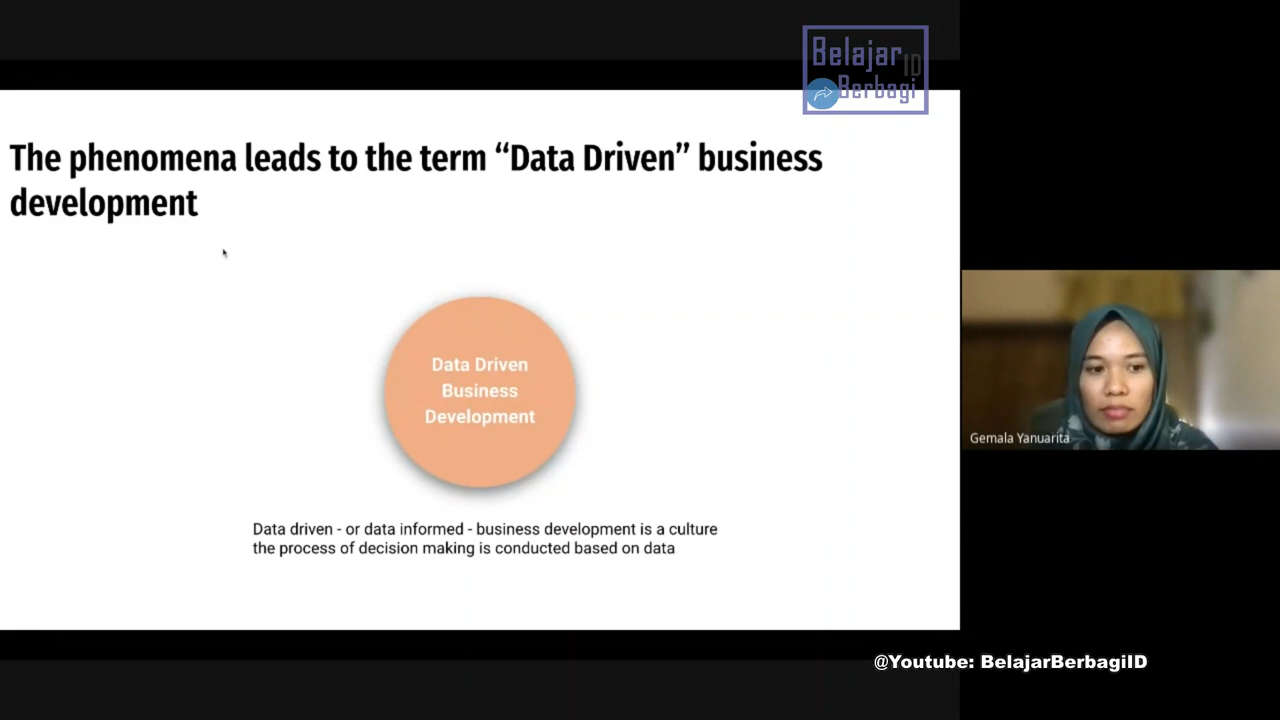 Belajar
ID
Berbagi
The phenomena leads to the term “Data Driven” business
development
Data Driven
Business
Development
Data driven - or data informed - business development is a culture
the process of decision making is conducted based on data
Gemala Yanuarita
@Youtube: BelajarBerbagiID